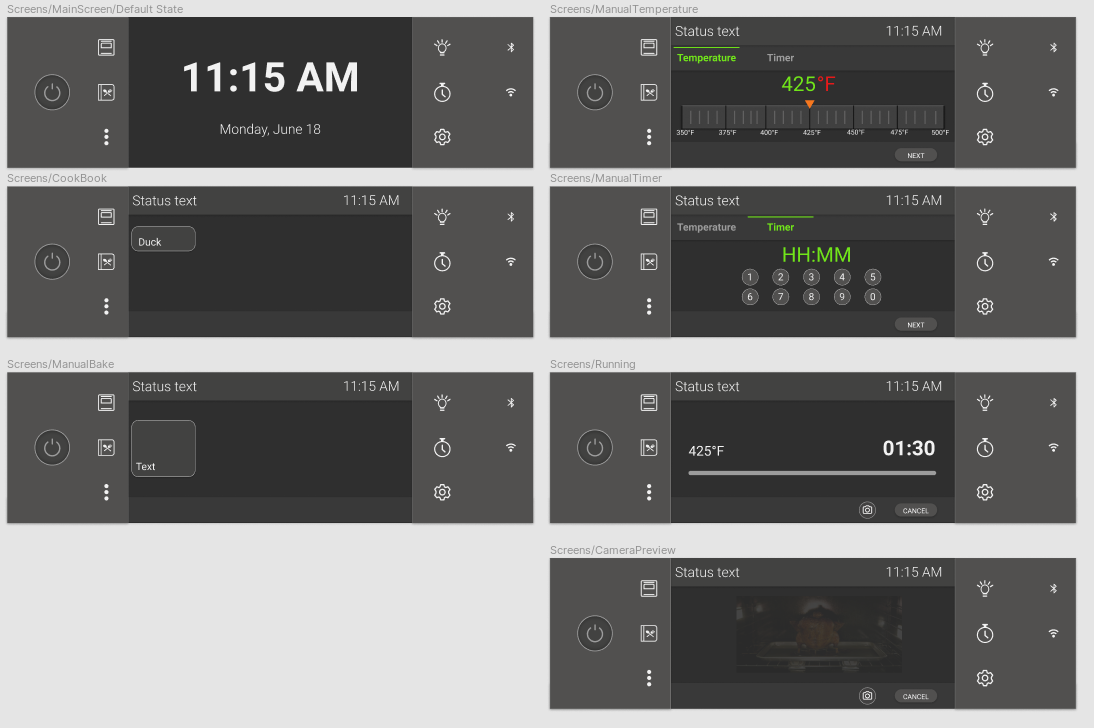 Screens/MainScreen/Default State
11:15 AM
Monday, June 18
Screens/ManualTemperature
Status text 11:15 AM
Temperature Timer
425°F
350°F 375°F 400°F 425°F 450°F 475°F 500°F
NEXT
Screens/CookBook
Status text 11:15 AM
Duck
Screens/ManualTimer
Status text 11:15 AM
Temperature Timer
HH:MM
1 2 3 4 5
6 7 8 9 0
NEXT
Screens/ManualBake
Status text 11:15 AM
Text
Screens/Running
Status text 11:15 AM
425°F 01:30
CANCEL
Screens/CameraPreview
Status text 11:15 AM
CANCEL